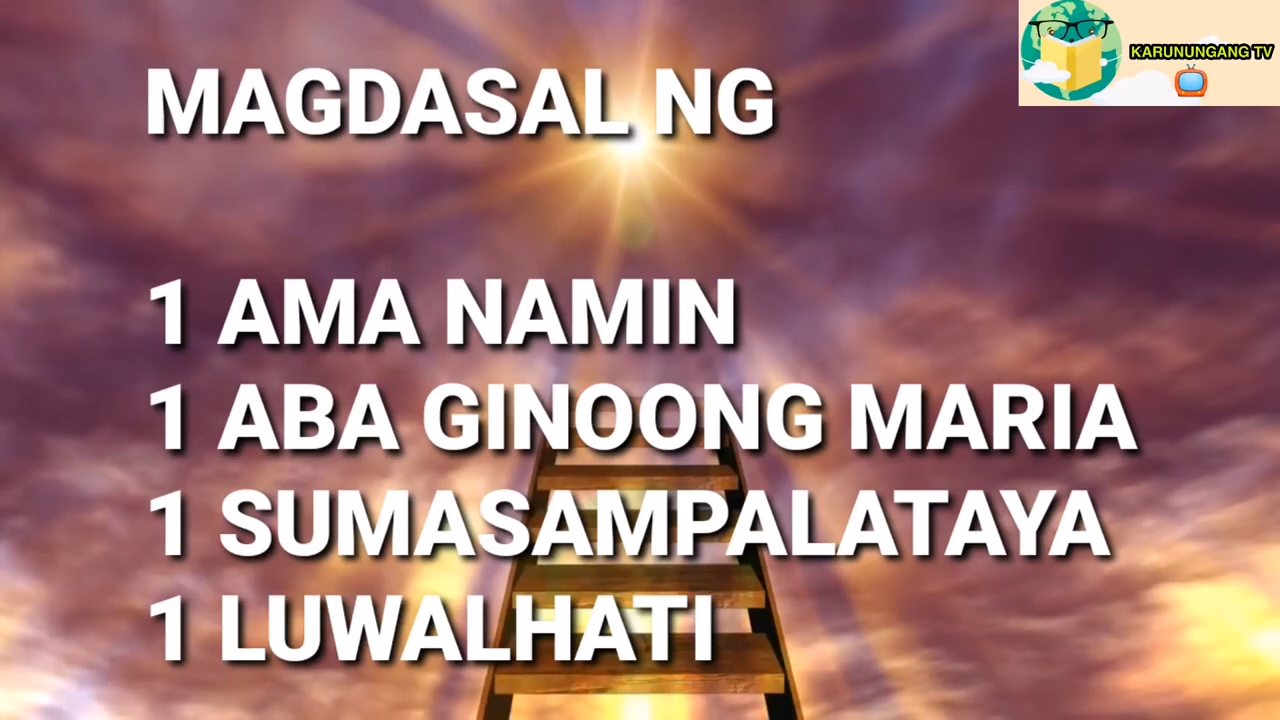 KARUNUNGANG TV
MAGDASAL NG
1 AMA NAMIN
1 ABA GINOONG MARIA
1 SUMASAMPALATAYA
1 LUWALHATI